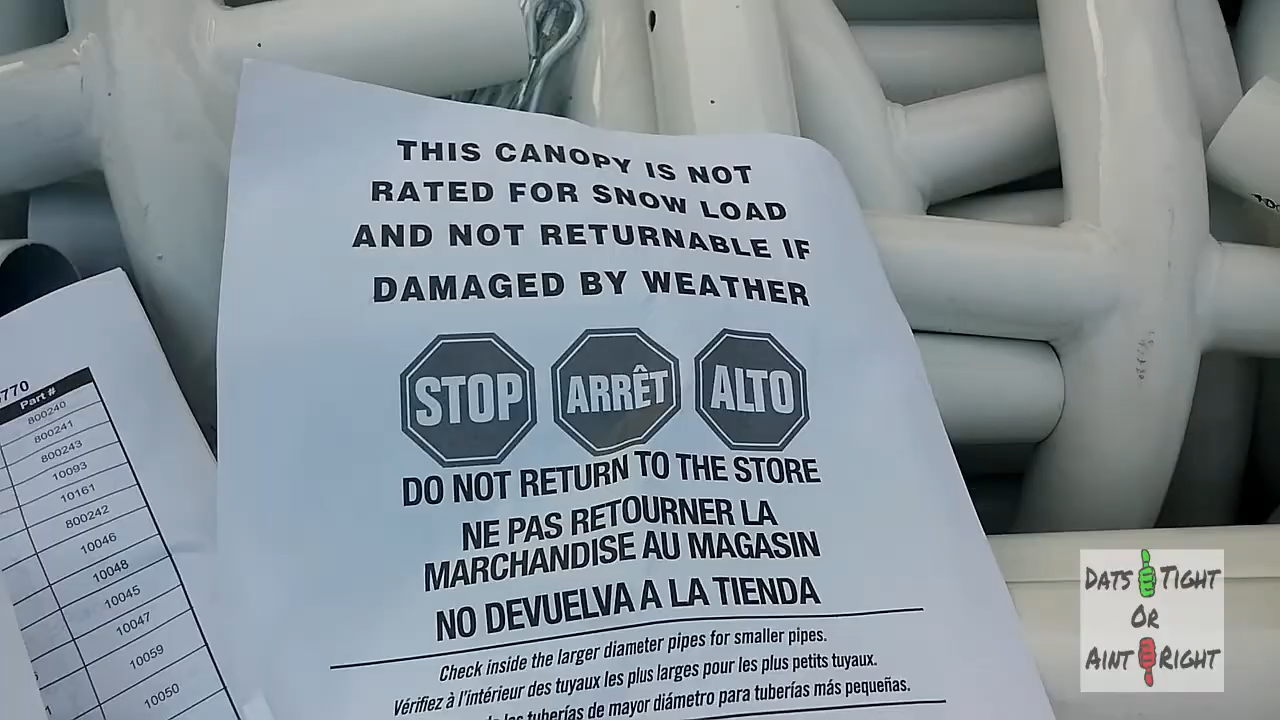 THIS CANOPY IS NOT
RATED FOR SNOW LOAD
AND NOT RETURNABLE IF
DAMAGED BY WEATHER
STOP ARRÊT ALTO
DO NOT RETURN TO THE STORE
NE PAS RETOURNER LA
MARCHANDISE AU MAGASIN
NO DEVUELVA A LA TIENDA
Check inside the larger diameter pipes for smaller pipes.
Vérifiez à l'intérieur des tuyaux les plus larges pour les plus petits tuyaux.
tuberías de mayor diámetro para tuberías más pequeñas.
770
Part #
800240
800241
800243
10093
10161
800242
10046
10048
10045
10047
10059
10050
DATS TIGHT
OR
AINT RIGHT